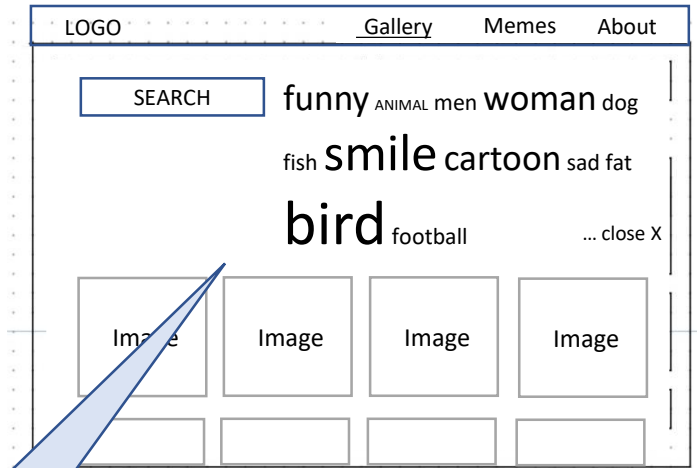 LOGO Gallery Memes About
SEARCH
funny ANIMAL men woman dog
fish smile cartoon sad fat
bird football
... close X
Image Image Image Image